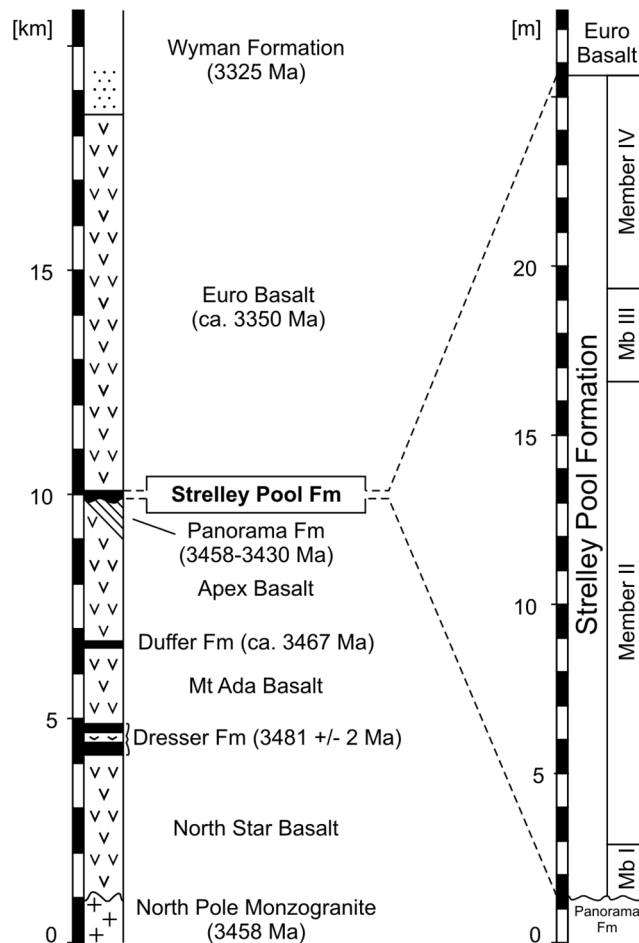 [km]
Wyman Formation
(3325 Ma)
15
Euro Basalt
(ca. 3350 Ma)
10
Strelley Pool Fm
Panorama Fm
(3458-3430 Ma)
Apex Basalt
Duffer Fm (ca. 3467 Ma)
Mt Ada Basalt
5
Dresser Fm (3481 +/- 2 Ma)
North Star Basalt
North Pole Monzogranite
(3458 Ma)
0
[m]
Euro
Basalt
Member IV
20
Mb III
15
Strelley Pool Formation
Member II
10
5
Mb I
Panorama
Fm
0